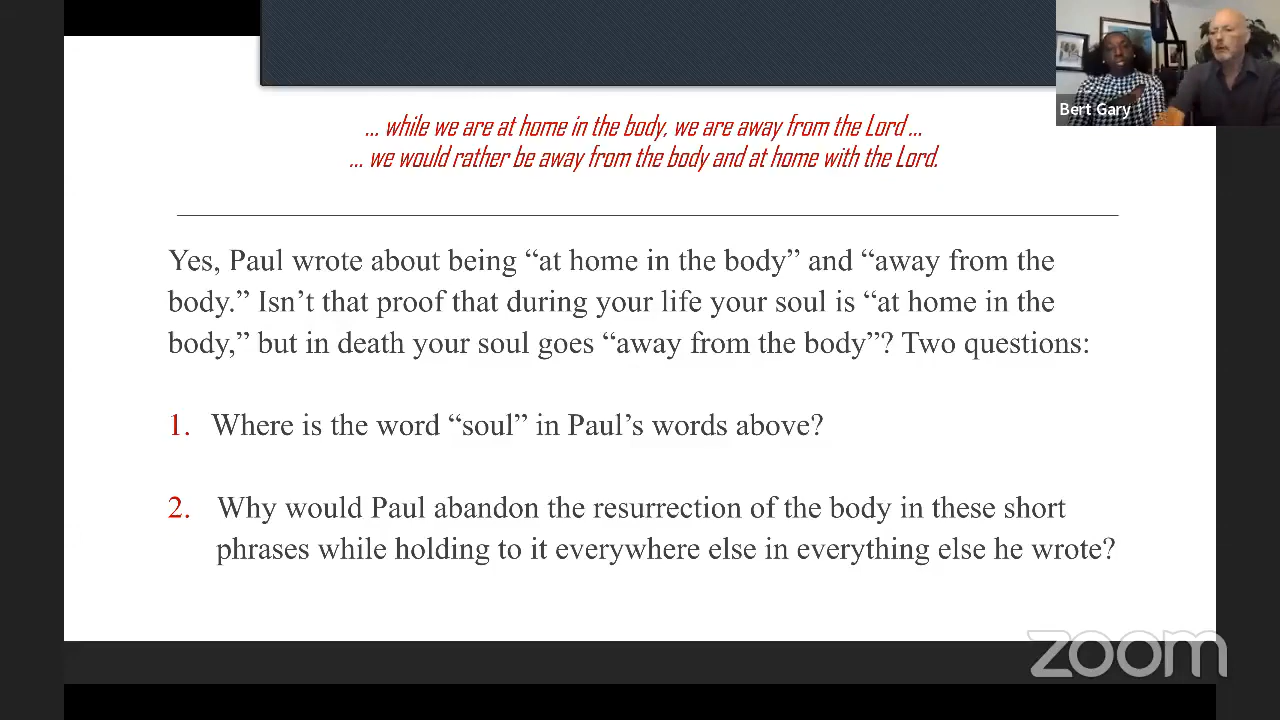 ... while we are at home in the body, we are away from the Lord ...
... we would rather be away from the body and at home with the Lord.
Bert Gary
Yes, Paul wrote about being “at home in the body” and “away from the
body.” Isn’t that proof that during your life your soul is “at home in the
body,” but in death your soul goes “away from the body”? Two questions:
1. Where is the word “soul” in Paul’s words above?
2. Why would Paul abandon the resurrection of the body in these short
phrases while holding to it everywhere else in everything else he wrote?
zoom